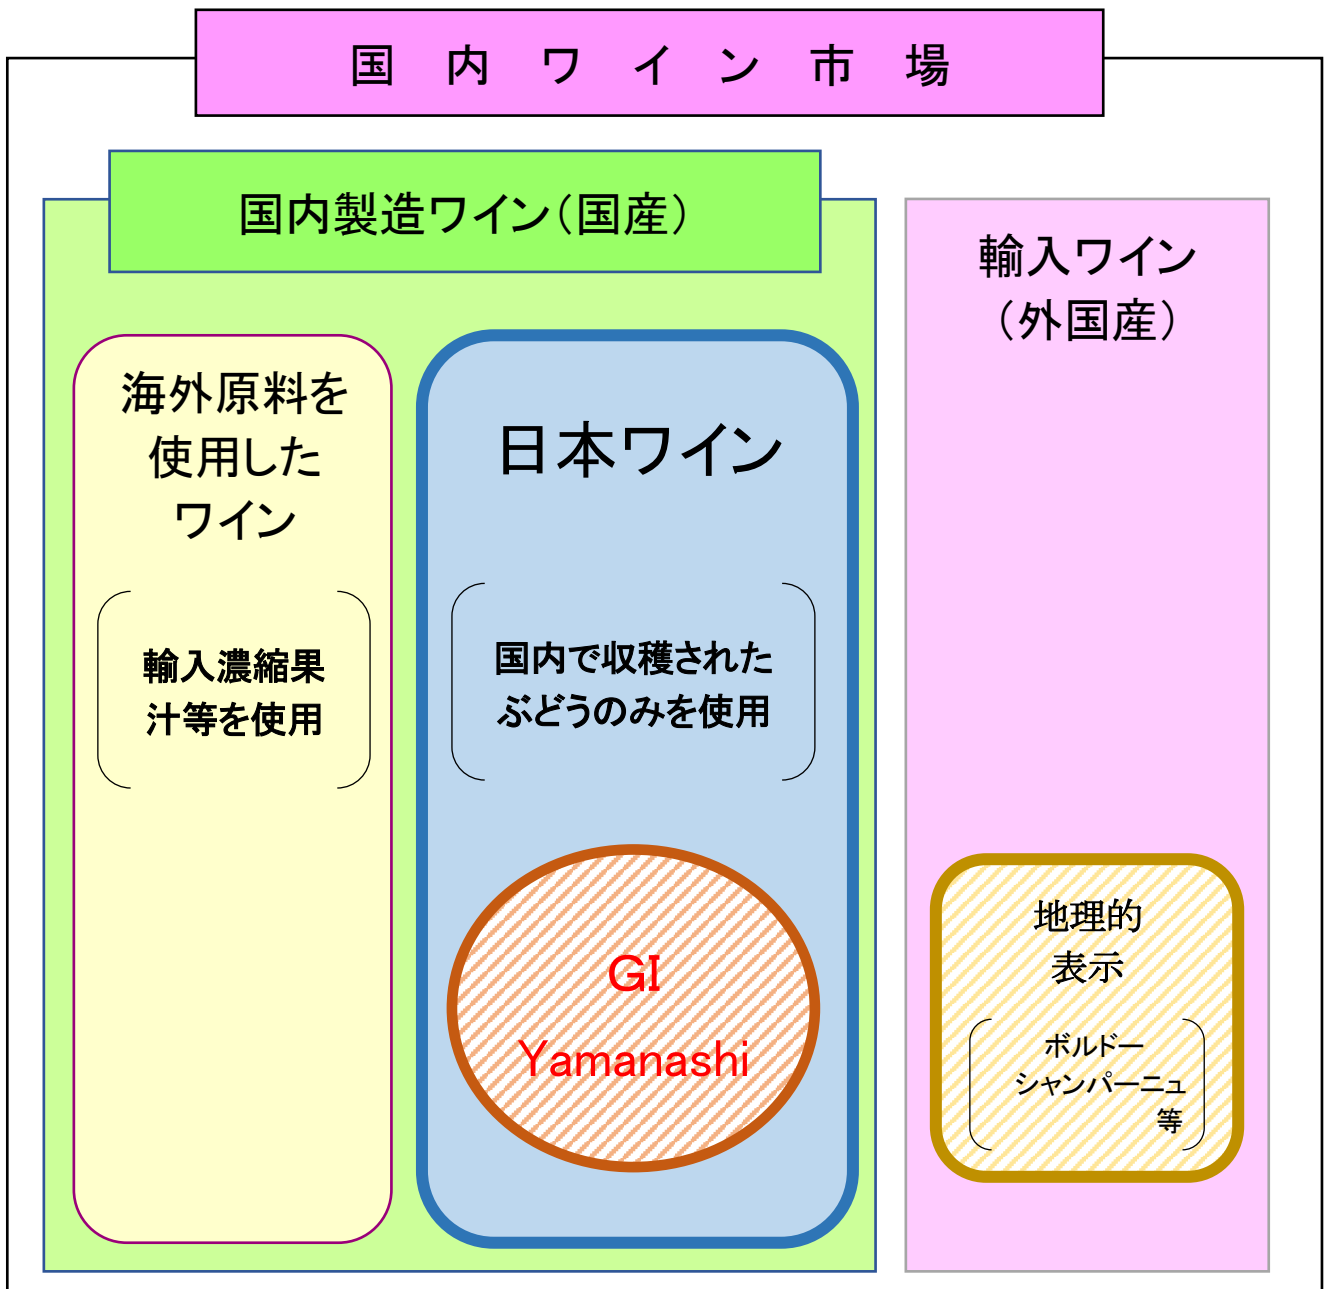 国内ワイン市場
国内製造ワイン（国産）
海外原料を
使用した
ワイン
輸入濃縮果
汁等を使用
日本ワイン
国内で収穫された
ぶどうのみを使用
GI
Yamanashi
輸入ワイン
（外国産）
地理的
表示
ボルドー
シャンパーニュ
等